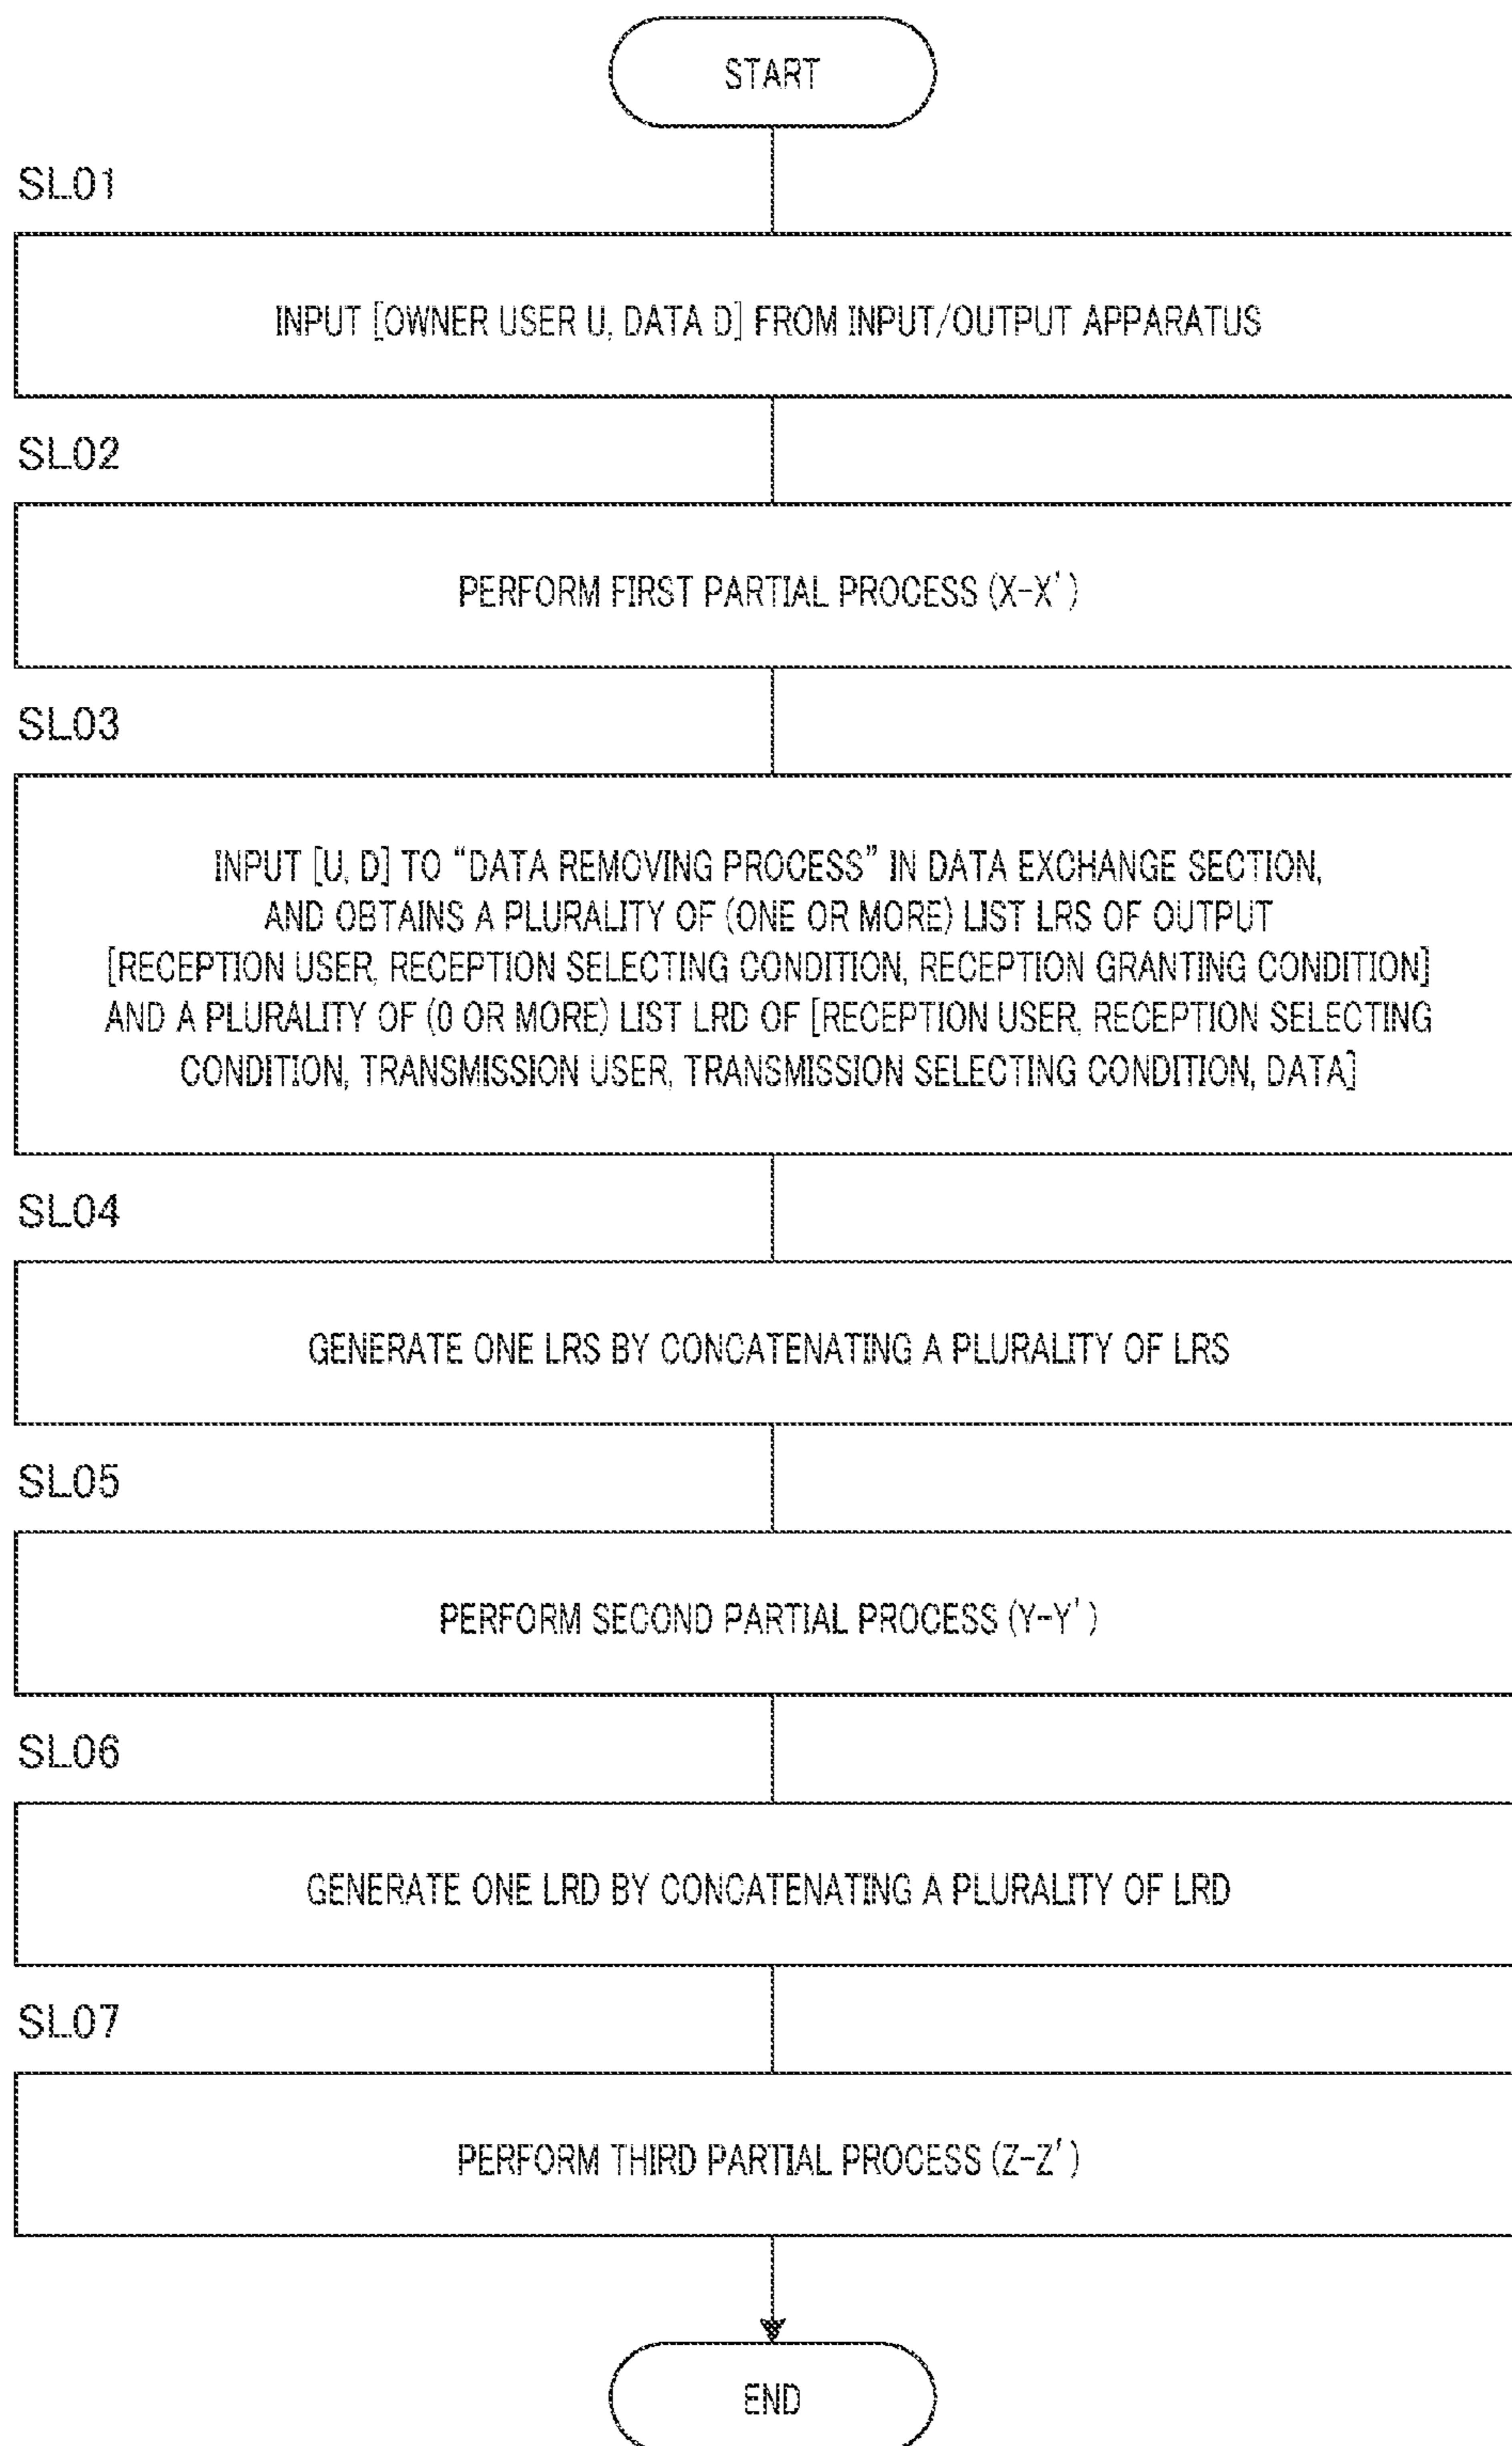 START
SL01
INPUT [OWNER USER U, DATA D] FROM INPUT/OUTPUT APPARATUS
SL02
PERFORM FIRST PARTIAL PROCESS (X-X')
SL03
INPUT [U, D] TO “DATA REMOVING PROCESS” IN DATA EXCHANGE SECTION,
AND OBTAINS A PLURALITY OF (ONE OR MORE) LIST LRS OF OUTPUT
[RECEPTION USER, RECEPTION SELECTING CONDITION, RECEPTION GRANTING CONDITION]
AND A PLURALITY OF (0 OR MORE) LIST LRD OF [RECEPTION USER, RECEPTION SELECTING
CONDITION, TRANSMISSION USER, TRANSMISSION SELECTING CONDITION, DATA]
SL04
GENERATE ONE LRS BY CONCATENATING A PLURALITY OF LRS
SL05
PERFORM SECOND PARTIAL PROCESS (Y-Y')
SL06
GENERATE ONE LRD BY CONCATENATING A PLURALITY OF LRD
SL07
PERFORM THIRD PARTIAL PROCESS (Z-Z')
END